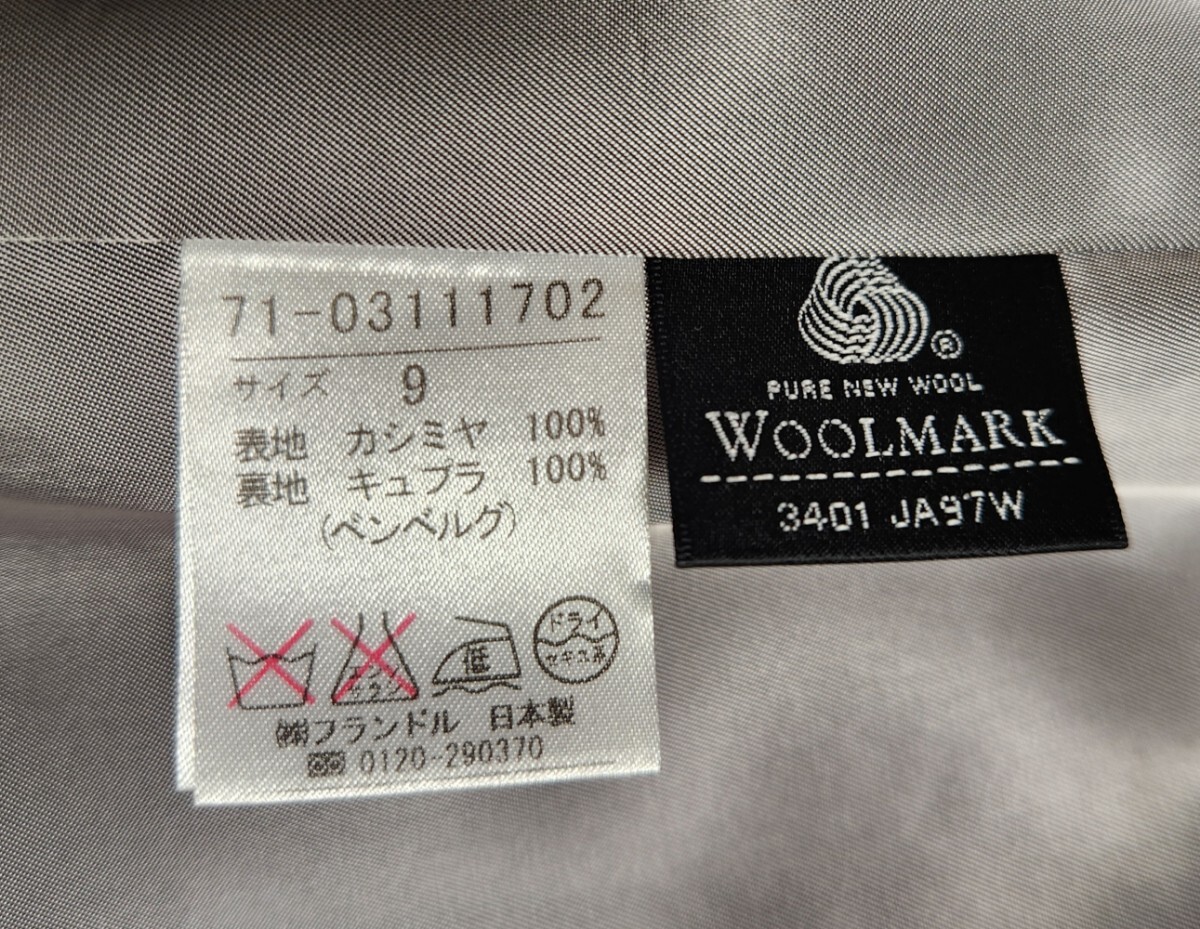 71-03111702
サイズ 9
表地 カシミヤ 100%
裏地 キュプラ 100%
(ベンベルグ)
低
ドライ
セキユ系
㈱フランドル 日本製
0120-290370
®
PURE NEW WOOL
WOOLMARK
3401 JA97W